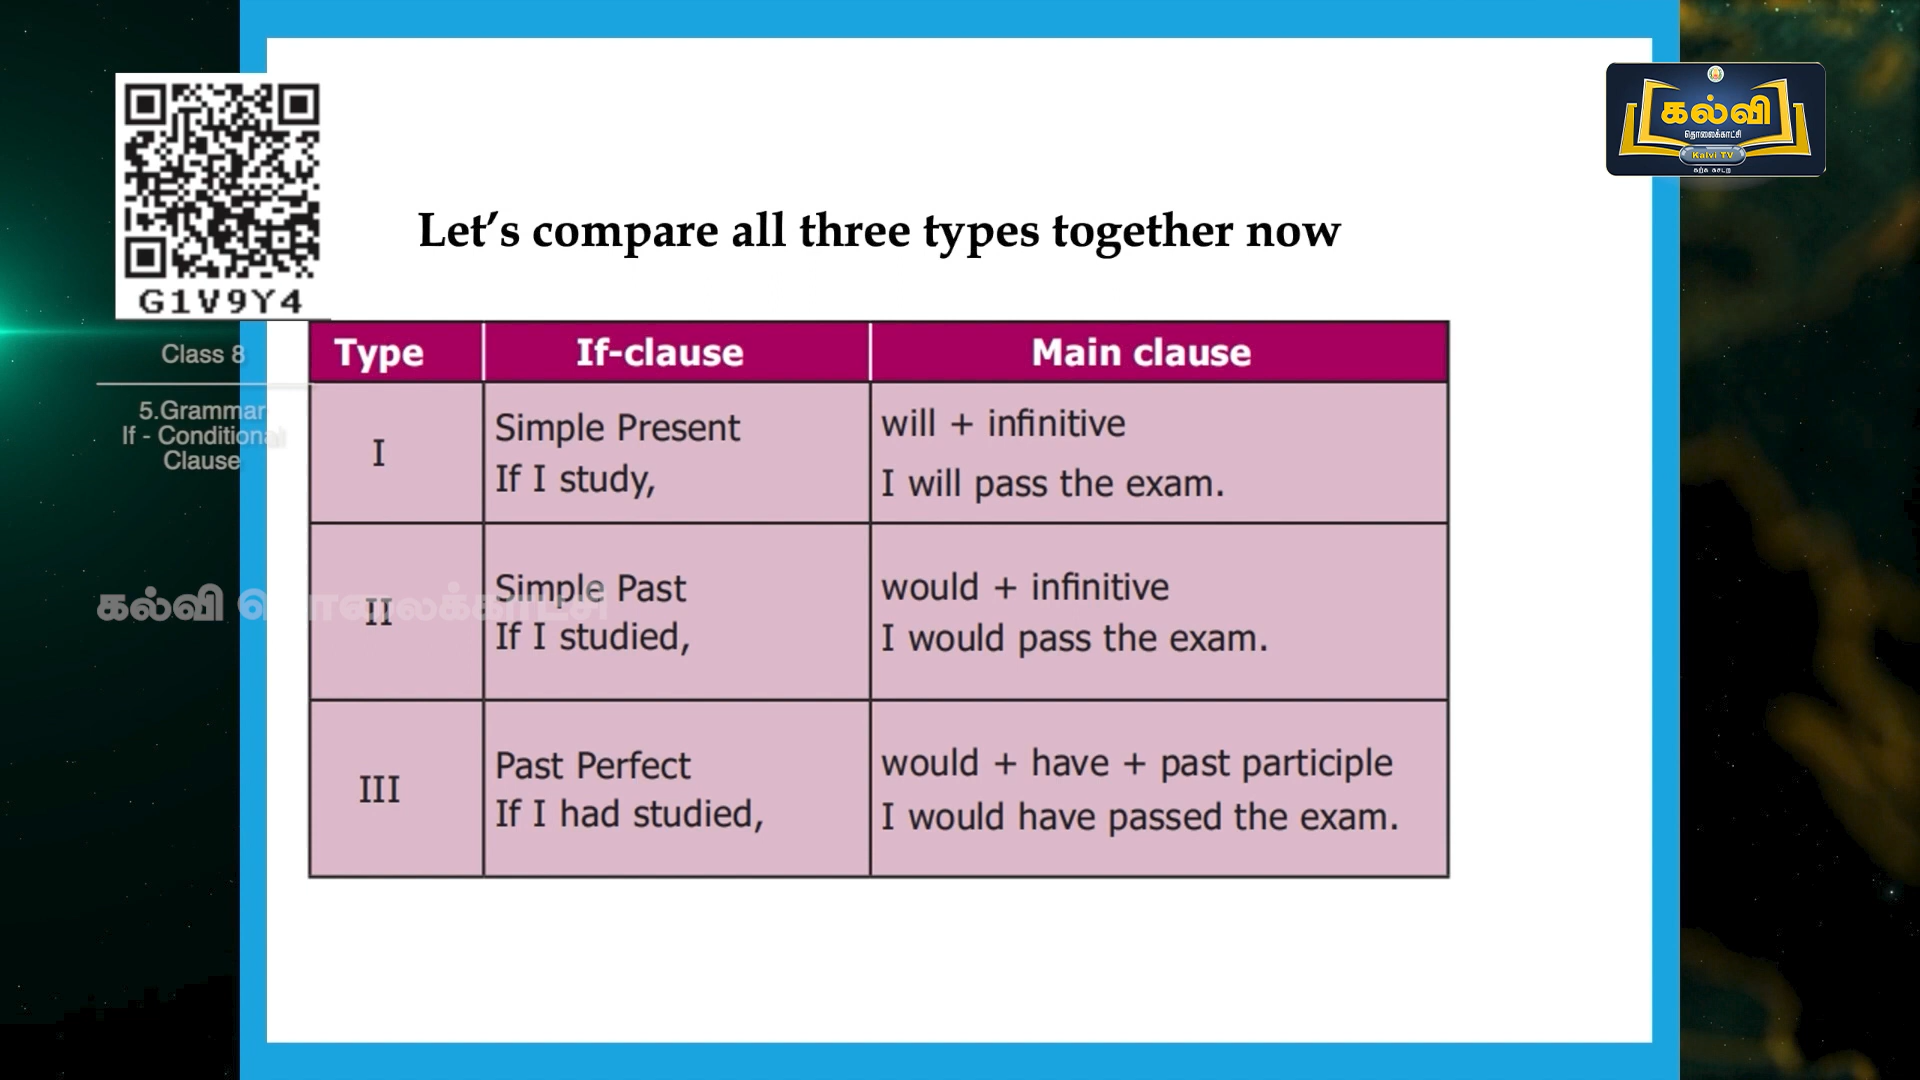 கல்வி
தொலைக்காட்சி
Kalvi TV
கற்க கசடற
G1V9Y4
Let’s compare all three types together now
Class 8
5.Grammar
If - Conditional
Clause
Type If-clause Main clause
I
Simple Present
If I study,
will + infinitive
I will pass the exam.
II
Simple Past
If I studied,
would + infinitive
I would pass the exam.
III
Past Perfect
If I had studied,
would + have + past participle
I would have passed the exam.
கல்வி தொலைக்காட்சி